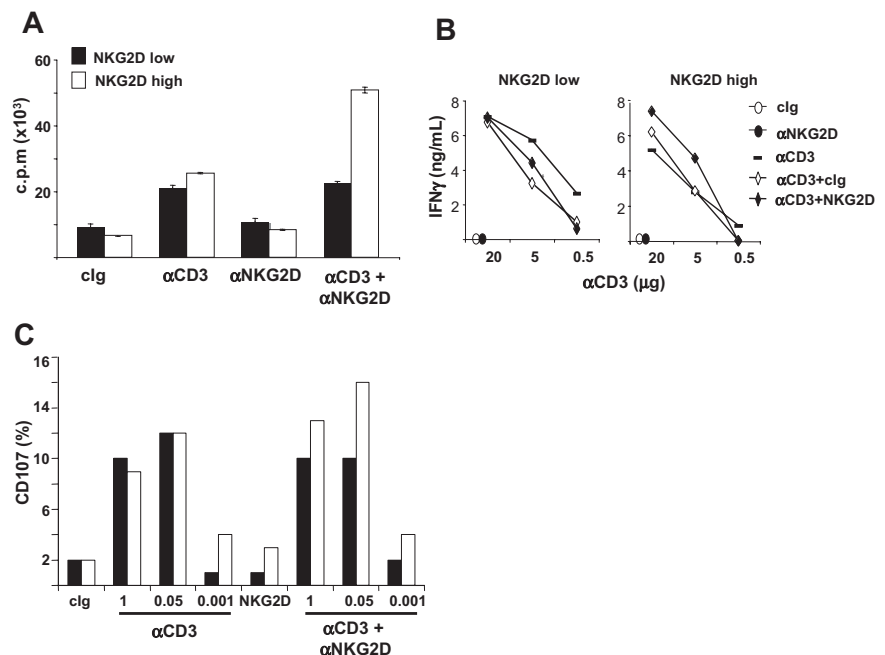 A
NKG2D low
NKG2D high
60
40
20
0
c.p.m (x10³)
cIg
αCD3
αNKG2D
αCD3 +
αNKG2D
B
NKG2D low
NKG2D high
8
6
4
2
IFNγ (ng/mL)
20 5 0.5
8
6
4
2
20 5 0.5
αCD3 (µg)
cIg
αNKG2D
αCD3
αCD3+cIg
αCD3+NKG2D
C
16
14
10
6
2
CD107 (%)
cIg 1 0.05 0.001 NKG2D 1 0.05 0.001
αCD3
αCD3 +
αNKG2D